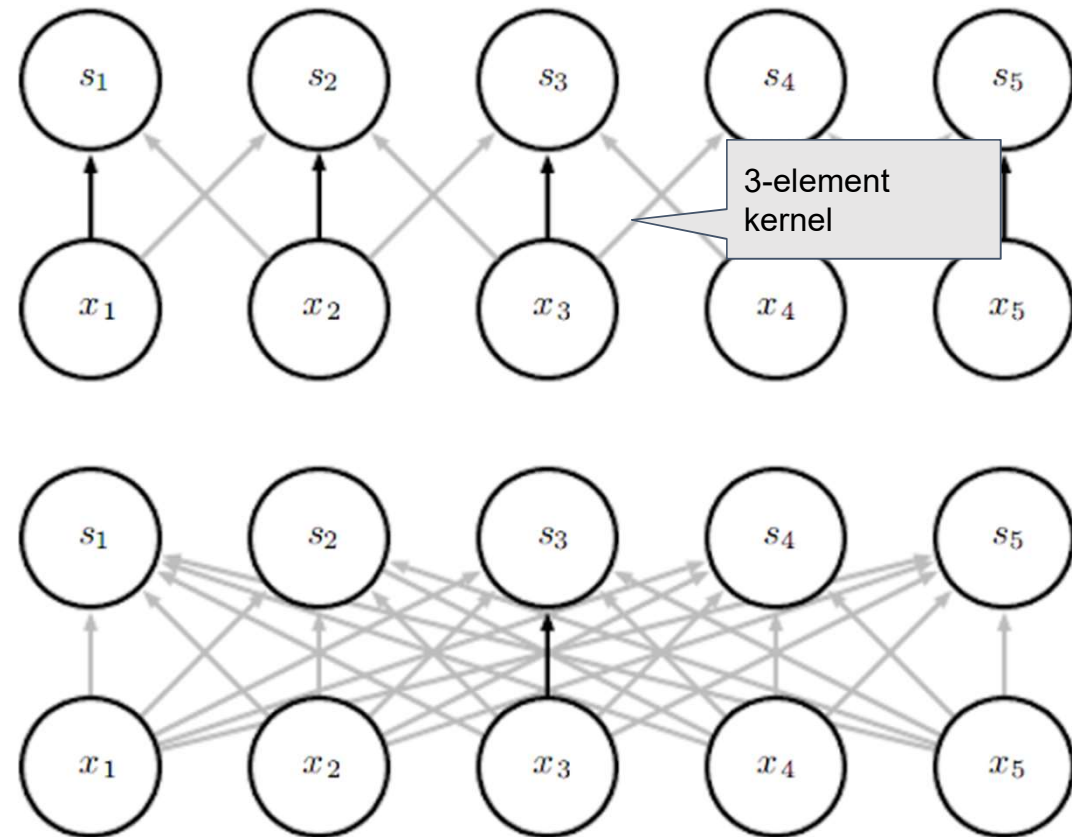 s₁ s₂ s₃ s₄ s₅
3-element
kernel
x₁ x₂ x₃ x₄ x₅
s₁ s₂ s₃ s₄ s₅
x₁ x₂ x₃ x₄ x₅